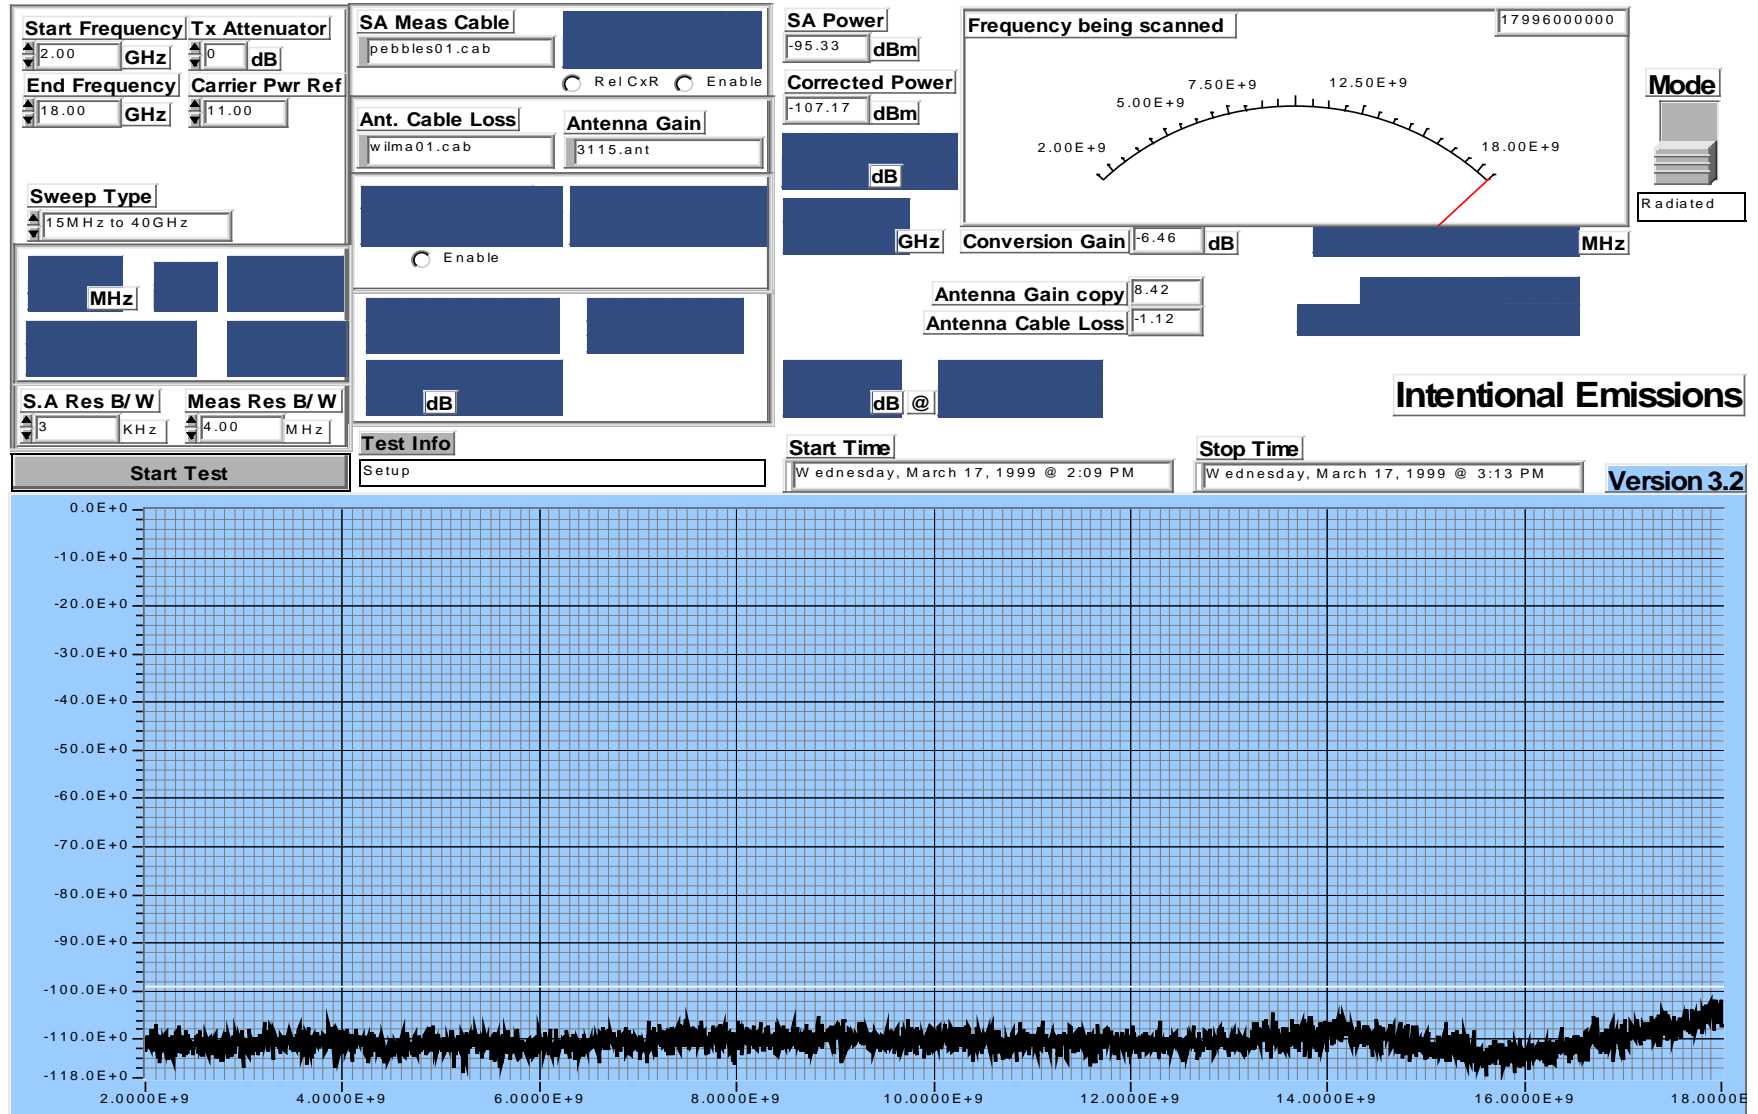 Start Frequency
2.00 GHz
Tx Attenuator
0 dB
End Frequency
18.00 GHz
Carrier Pwr Ref
11.00
Sweep Type
15MHz to 40GHz
MHz
S.A Res B/W
3 KHz
Meas Res B/W
4.00 MHz
Start Test
SA Meas Cable
pebbles01.cab
Rel CxR
Enable
Ant. Cable Loss
wilma01.cab
Antenna Gain
3115.ant
Enable
dB
Test Info
Setup
SA Power
-95.33 dBm
Corrected Power
-107.17 dBm
dB
GHz
Frequency being scanned
17996000000
2.00E+9
5.00E+9
7.50E+9
12.50E+9
18.00E+9
Mode
Radiated
Conversion Gain -6.46 dB
MHz
Antenna Gain copy 8.42
Antenna Cable Loss -1.12
dB @
Intentional Emissions
Start Time
Wednesday, March 17, 1999 @ 2:09 PM
Stop Time
Wednesday, March 17, 1999 @ 3:13 PM
Version 3.2
0.0E+0
-10.0E+0
-20.0E+0
-30.0E+0
-40.0E+0
-50.0E+0
-60.0E+0
-70.0E+0
-80.0E+0
-90.0E+0
-100.0E+0
-110.0E+0
-118.0E+0
2.0000E+9 4.0000E+9 6.0000E+9 8.0000E+9 10.0000E+9 12.0000E+9 14.0000E+9 16.0000E+9 18.0000E